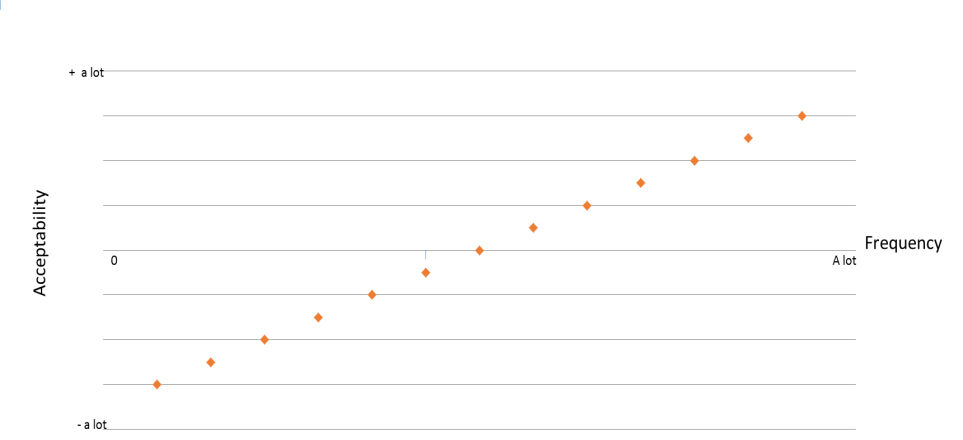 + a lot
Acceptability
Frequency
0
A lot
- a lot